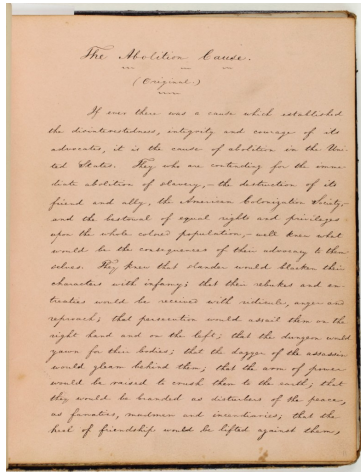 The Abolition Cause.
(Original.)
If ever there was a cause which established
the disinterestedness, integrity and courage of its
advocates, it is the cause of abolition in the Uni-
ted States. They who are contending for the imme-
diate abolition of slavery,—the destruction of its
friend and ally, the American Colonization Society,—
and the bestowal of equal rights and privileges
upon the whole colored population,—well knew what
would be the consequences of their advocacy to them-
selves. They knew that slander would blacken their
characters with infamy; that their rebukes and en-
treaties would be received with ridicule, anger and
reproach; that persecution would assail them on the
right hand and on the left; that the dungeon would
yawn for their bodies; that the dagger of the assassin
would gleam behind them; that the arm of power
would be raised to crush them to the earth; that
they would be branded as disturbers of the peace,
as fanatics, madmen and incendiaries; that the
heel of friendship would be lifted against them,